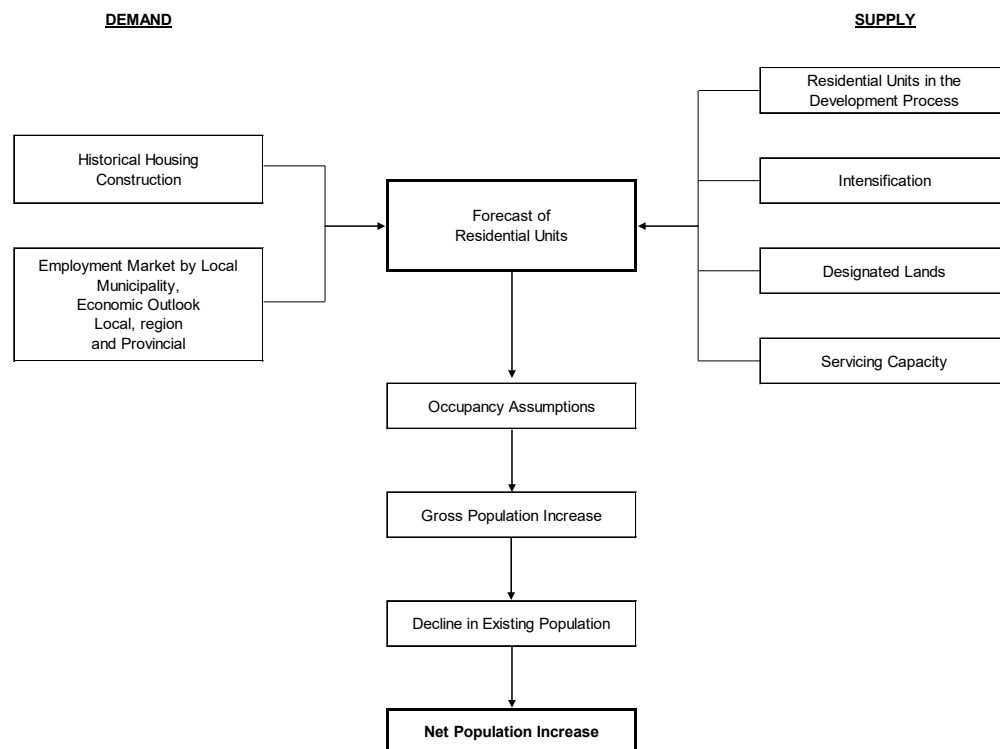 DEMAND
SUPPLY
Residential Units in the
Development Process
Historical Housing
Construction
Intensification
Forecast of
Residential Units
Employment Market by Local
Municipality,
Economic Outlook
Local, region
and Provincial
Designated Lands
Servicing Capacity
Occupancy Assumptions
Gross Population Increase
Decline in Existing Population
Net Population Increase